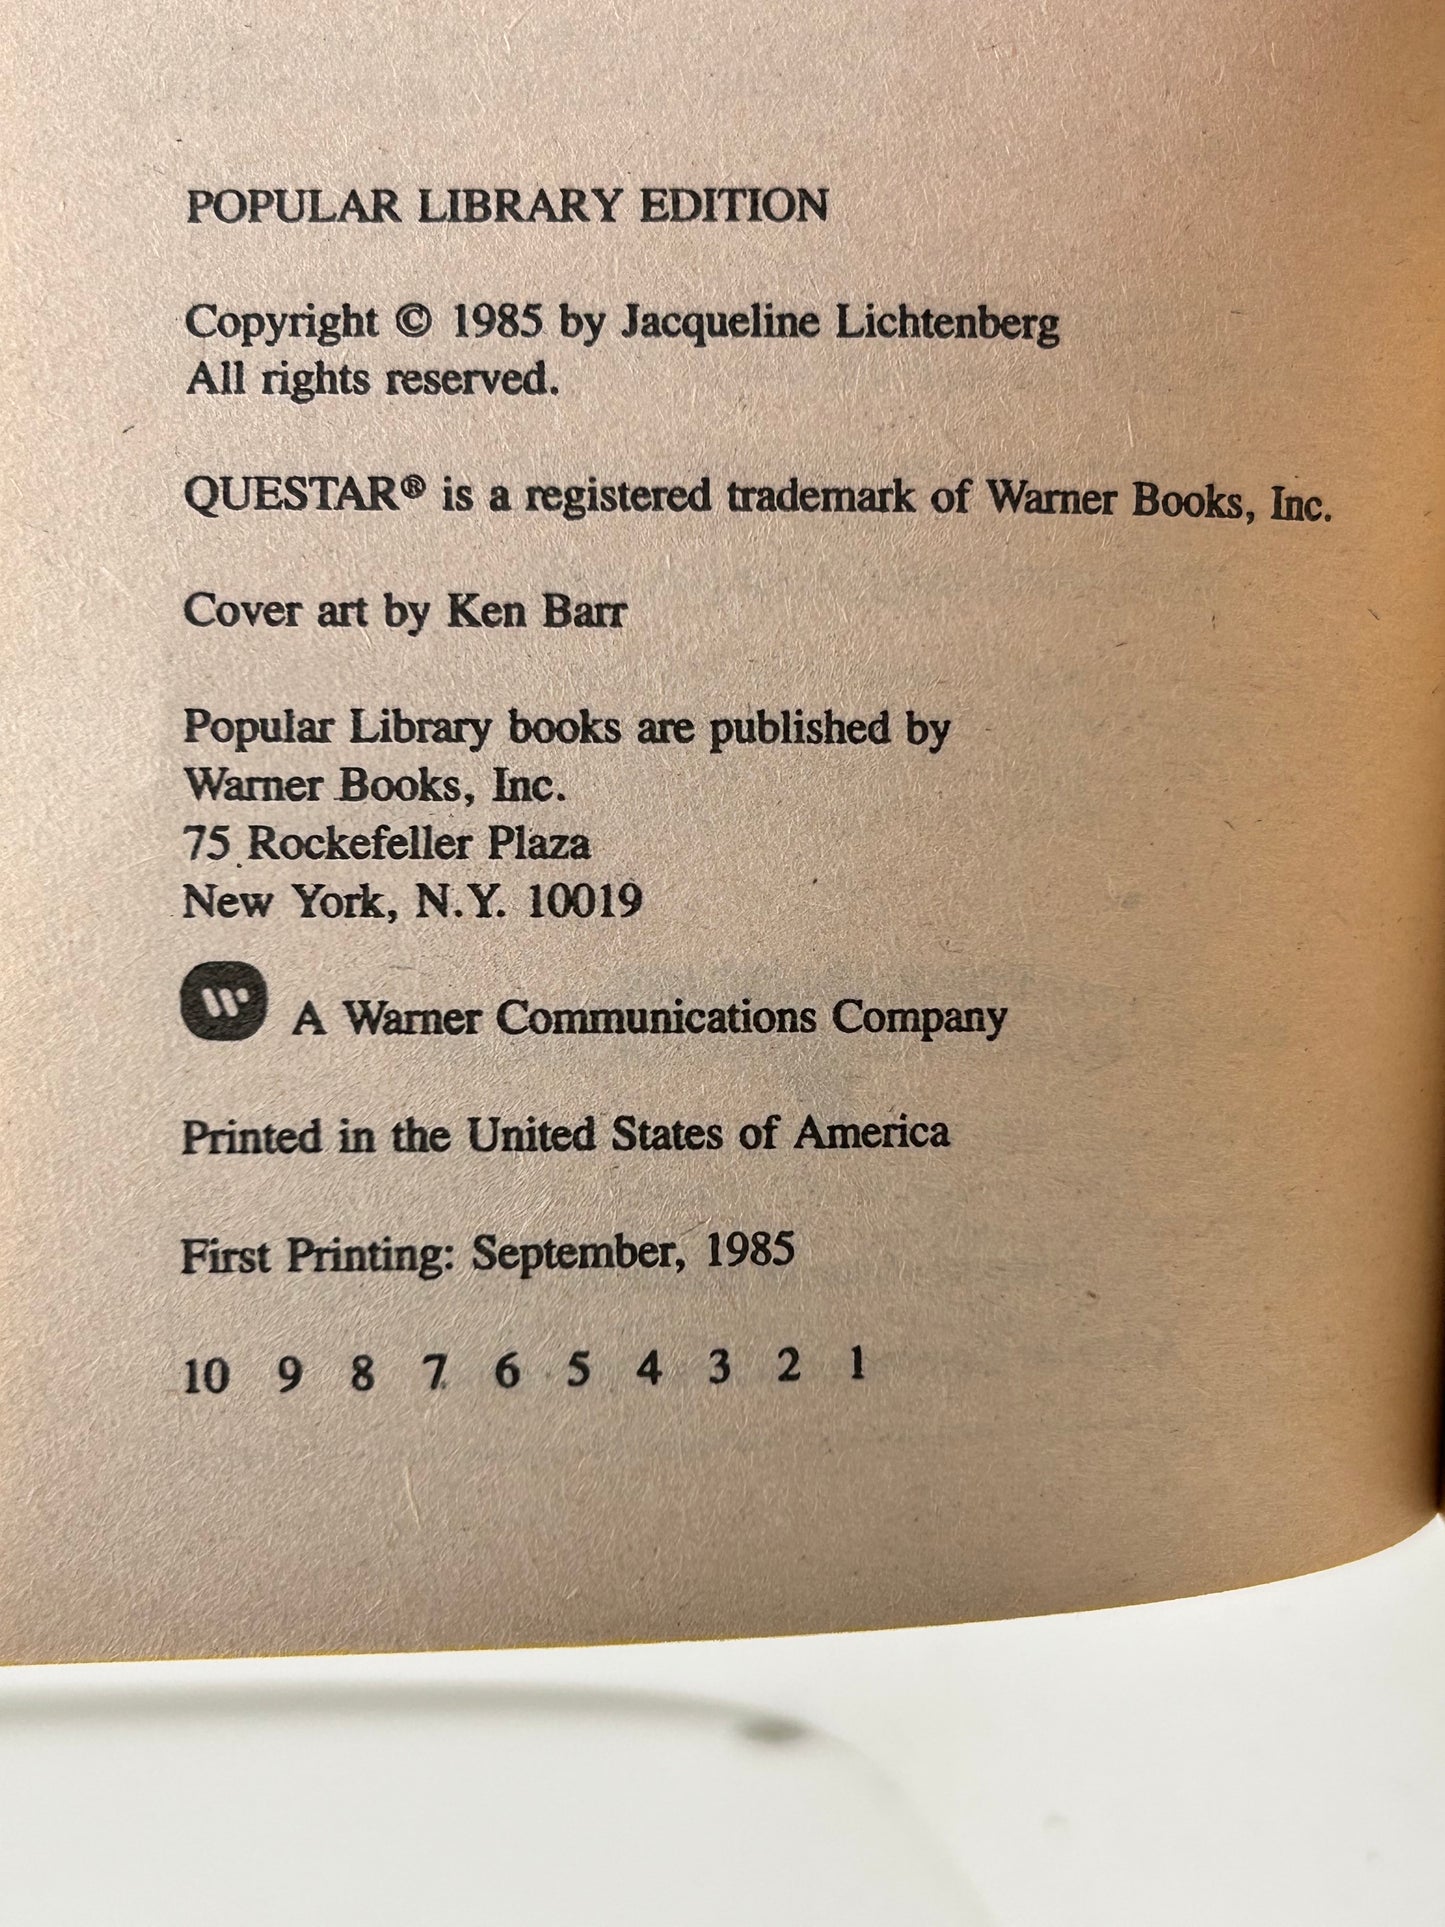 POPULAR LIBRARY EDITION
Copyright © 1985 by Jacqueline Lichtenberg
All rights reserved.
QUESTAR® is a registered trademark of Warner Books, Inc.
Cover art by Ken Barr
Popular Library books are published by
Warner Books, Inc.
75 Rockefeller Plaza
New York, N.Y. 10019
A Warner Communications Company
Printed in the United States of America
First Printing: September, 1985
10 9 8 7 6 5 4 3 2 1